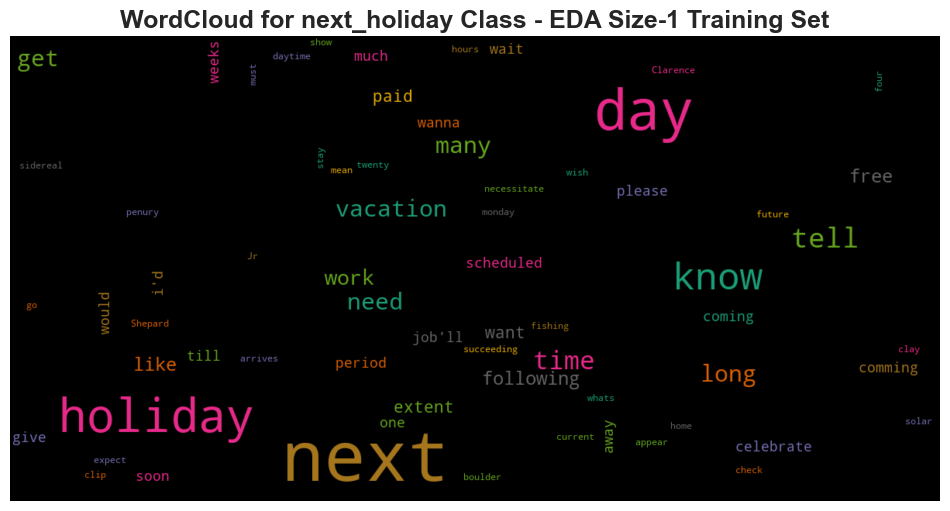 WordCloud for next_holiday Class - EDA Size-1 Training Set
get
weeks
show
daytime
must
much
hours
wait
Clarence
four
paid
day
wanna
many
sidereal
stay
mean
twenty
wish
necessitate
please
free
penury
vacation
monday
future
tell
Jr
scheduled
i'd
work
need
know
go
would
Shepard
coming
job'll
want
fishing
like
till
arrives
period
succeeding
time
following
long
clay
comming
holiday
extent
one
whats
give
next
current
away
home
appear
celebrate
solar
expect
clip
soon
boulder
check